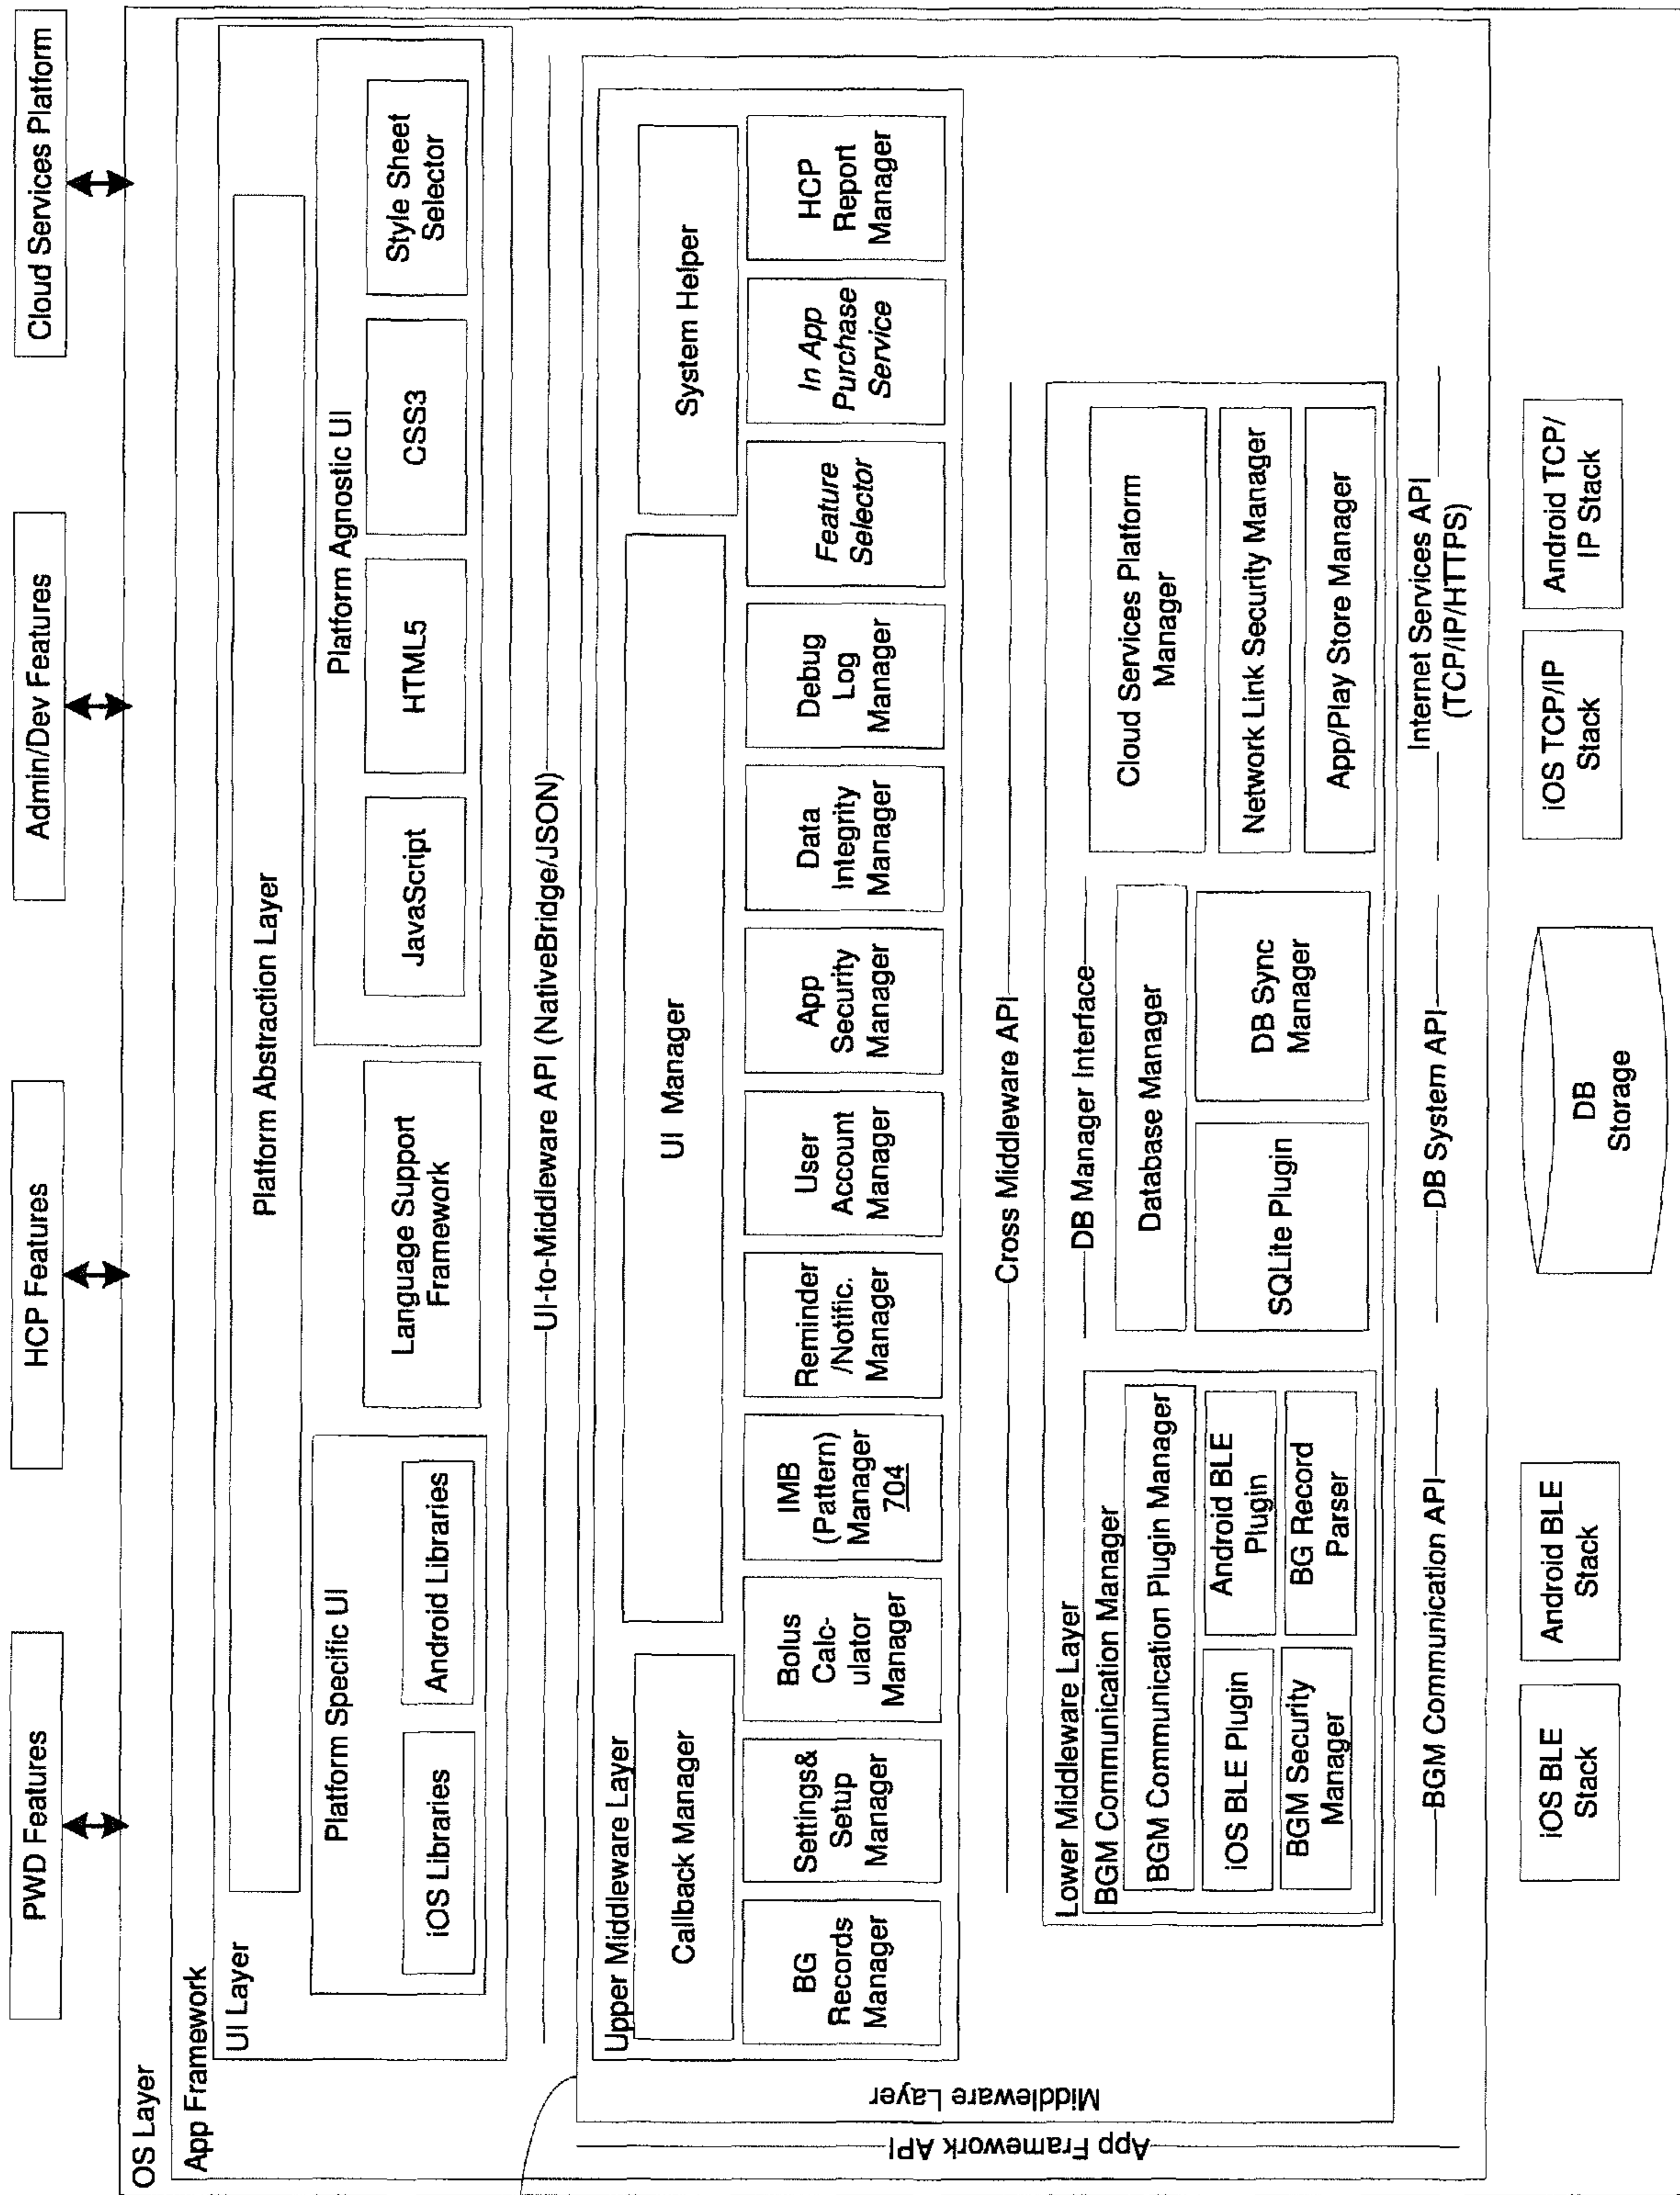 PWD Features
HCP Features
Admin/Dev Features
Cloud Services Platform
OS Layer
App Framework
UI Layer
Platform Abstraction Layer
Platform Specific UI
iOS Libraries
Android Libraries
Language Support
Framework
Platform Agnostic UI
JavaScript
HTML5
CSS3
Style Sheet
Selector
UI-to-Middleware API (NativeBridge/JSON)
App Framework API
Middleware Layer
Upper Middleware Layer
Callback Manager
UI Manager
System Helper
BG
Records
Manager
Settings&
Setup
Manager
Bolus
Calc-
ulator
Manager
IMB
(Pattern)
Manager
704
Reminder
/Notific.
Manager
User
Account
Manager
App
Security
Manager
Data
Integrity
Manager
Debug
Log
Manager
Feature
Selector
In App
Purchase
Service
HCP
Report
Manager
Cross Middleware API
Lower Middleware Layer
BGM Communication Manager
BGM Communication Plugin Manager
iOS BLE Plugin
Android BLE
Plugin
BGM Security
Manager
BG Record
Parser
DB Manager Interface
Database Manager
SQLite Plugin
DB Sync
Manager
Cloud Services Platform
Manager
Network Link Security Manager
App/Play Store Manager
BGM Communication API
DB System API
Internet Services API
(TCP/IP/HTTPS)
iOS BLE
Stack
Android BLE
Stack
DB
Storage
iOS TCP/IP
Stack
Android TCP/
IP Stack